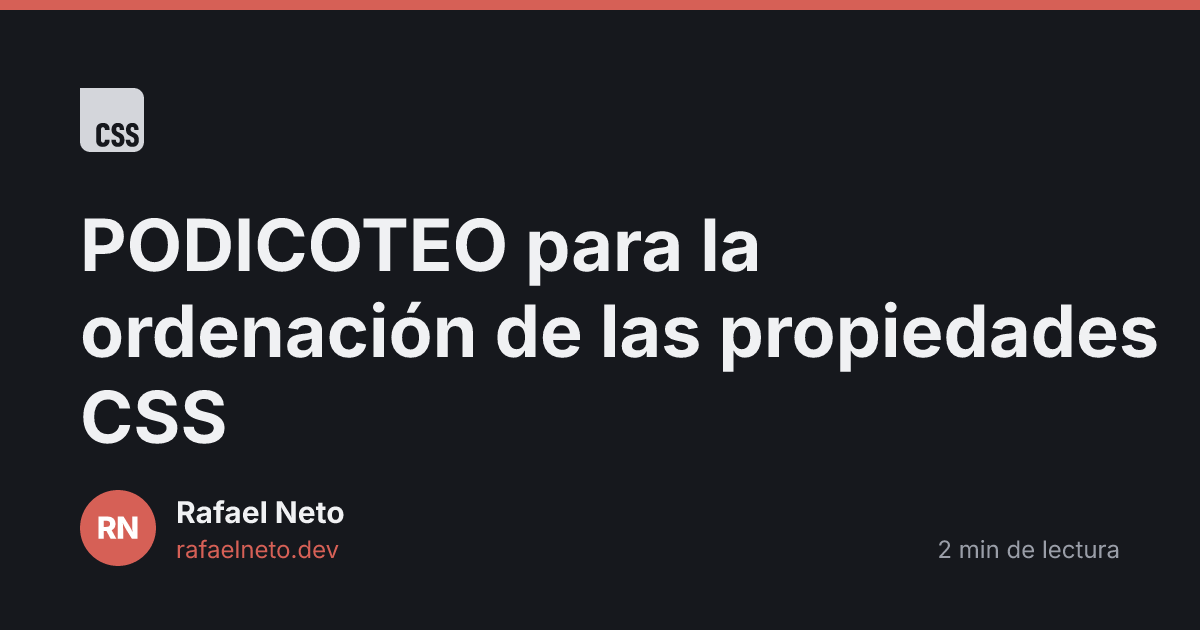 CSS
PODICOTEO para la
ordenación de las propiedades
CSS
RN
Rafael Neto
rafaelneto.dev
2 min de lectura